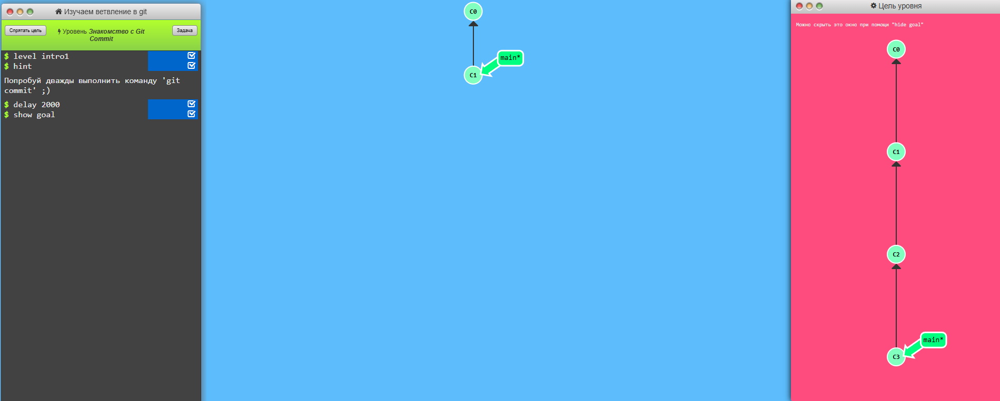 Изучаем ветвление в git
Спрятать цель
Уровень Знакомство с Git
Commit
Задача
$ level intro1
$ hint
Попробуй дважды выполнить команду 'git
commit' ;)
$ delay 2000
$ show goal
C0
main*
C1
Цель уровня
Можно скрыть это окно при помощи "hide goal"
C0
C1
C2
main*
C3